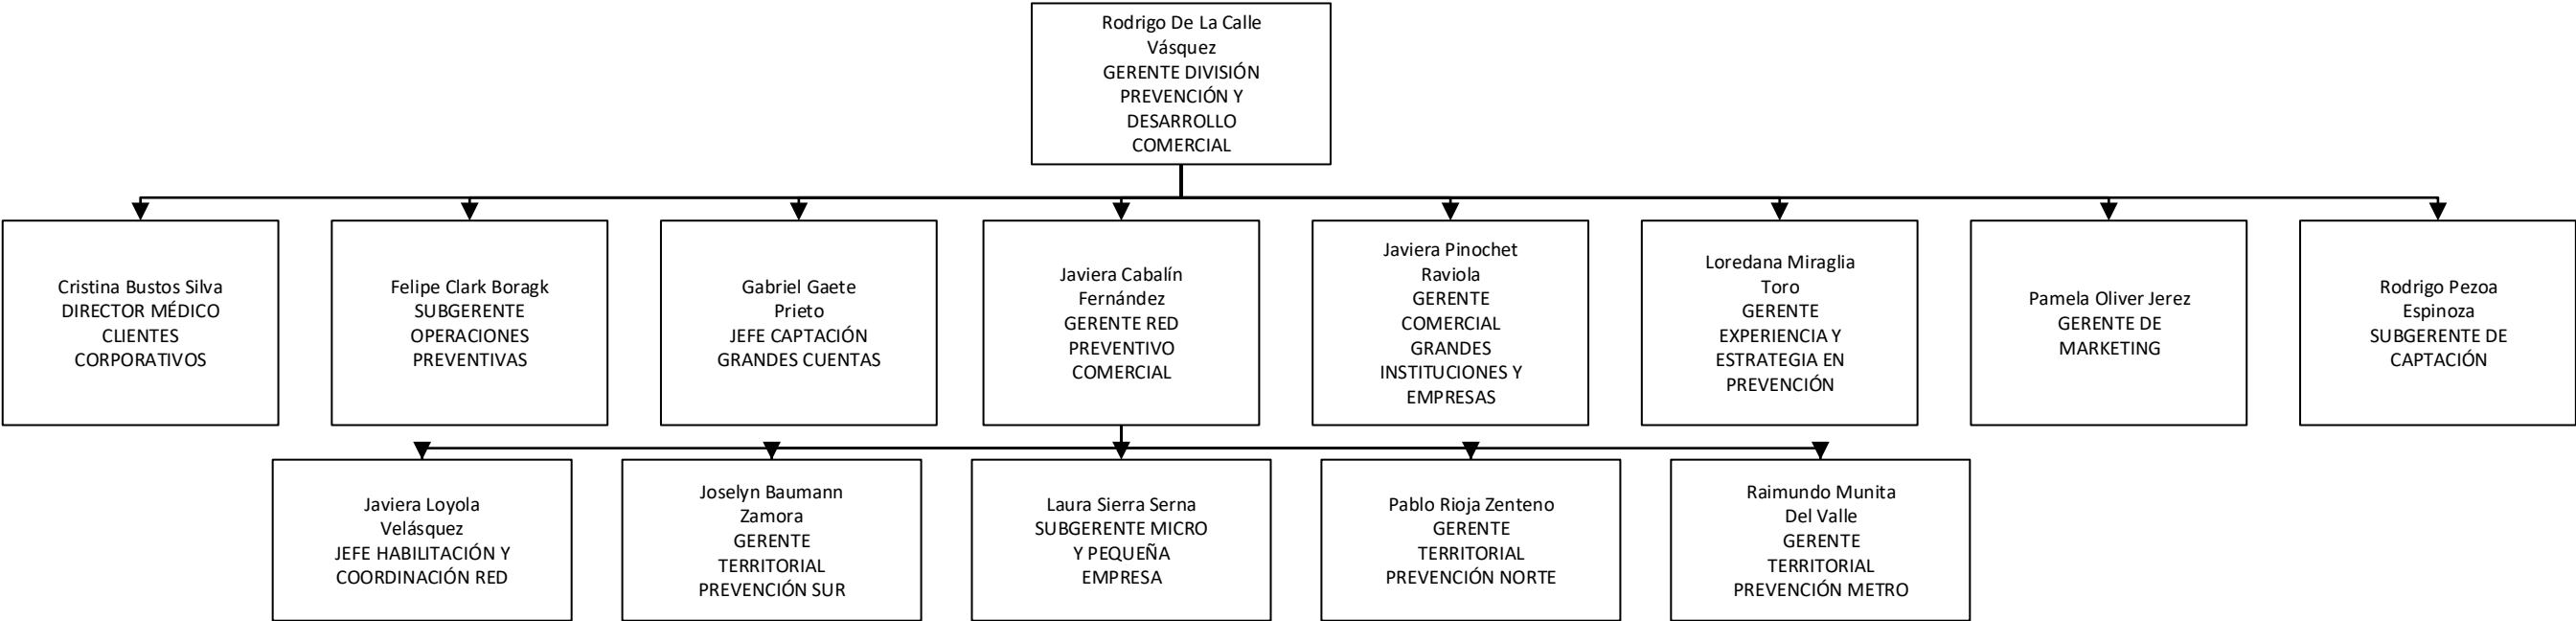 Rodrigo De La Calle
Vásquez
GERENTE DIVISIÓN
PREVENCIÓN Y
DESARROLLO
COMERCIAL
Cristina Bustos Silva
DIRECTOR MÉDICO
CLIENTES
CORPORATIVOS
Felipe Clark Boragk
SUBGERENTE
OPERACIONES
PREVENTIVAS
Gabriel Gaete
Prieto
JEFE CAPTACIÓN
GRANDES CUENTAS
Javiera Cabalín
Fernández
GERENTE RED
PREVENTIVO
COMERCIAL
Javiera Pinochet
Raviola
GERENTE
COMERCIAL
GRANDES
INSTITUCIONES Y
EMPRESAS
Loredana Miraglia
Toro
GERENTE
EXPERIENCIA Y
ESTRATEGIA EN
PREVENCIÓN
Pamela Oliver Jerez
GERENTE DE
MARKETING
Rodrigo Pezoa
Espinoza
SUBGERENTE DE
CAPTACIÓN
Javiera Loyola
Velásquez
JEFE HABILITACIÓN Y
COORDINACIÓN RED
Joselyn Baumann
Zamora
GERENTE
TERRITORIAL
PREVENCIÓN SUR
Laura Sierra Serna
SUBGERENTE MICRO
Y PEQUEÑA
EMPRESA
Pablo Rioja Zenteno
GERENTE
TERRITORIAL
PREVENCIÓN NORTE
Raimundo Munita
Del Valle
GERENTE
TERRITORIAL
PREVENCIÓN METRO